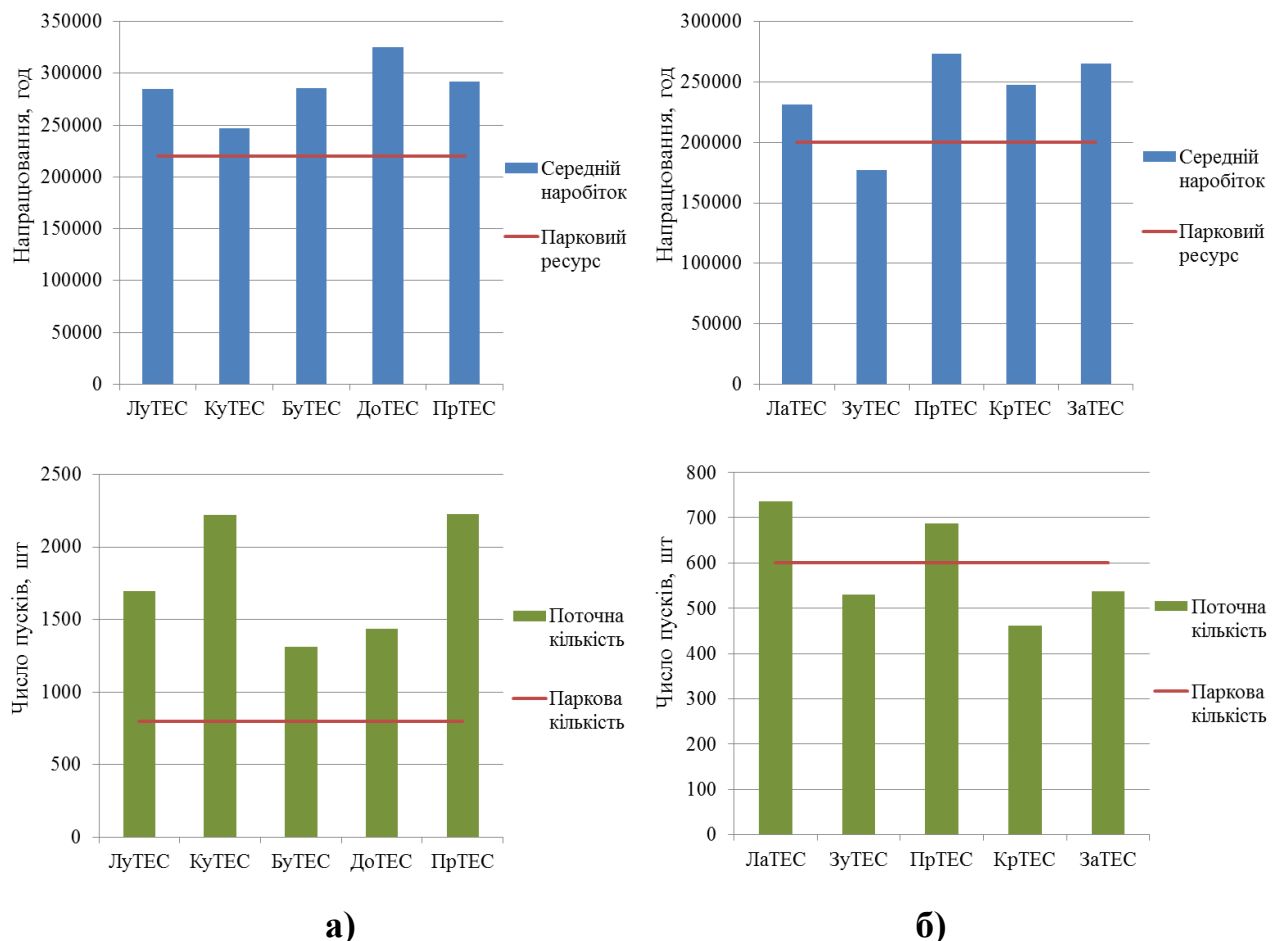 Напрацювання, год
350000
300000
250000
200000
150000
100000
50000
0
ЛуТЕС КуТЕС БуТЕС ДоТЕС ПрТЕС
Середній
наробіток
Парковий
ресурс
Напрацювання, год
300000
250000
200000
150000
100000
50000
0
ЛаТЕС ЗуТЕС ПрТЕС КрТЕС ЗаТЕС
Середній
наробіток
Парковий
ресурс
Число пусків, шт
2500
2000
1500
1000
500
0
ЛуТЕС КуТЕС БуТЕС ДоТЕС ПрТЕС
Поточна
кількість
Паркова
кількість
Число пусків, шт
800
700
600
500
400
300
200
100
0
ЛаТЕС ЗуТЕС ПрТЕС КрТЕС ЗаТЕС
Поточна
кількість
Паркова
кількість
а)
б)